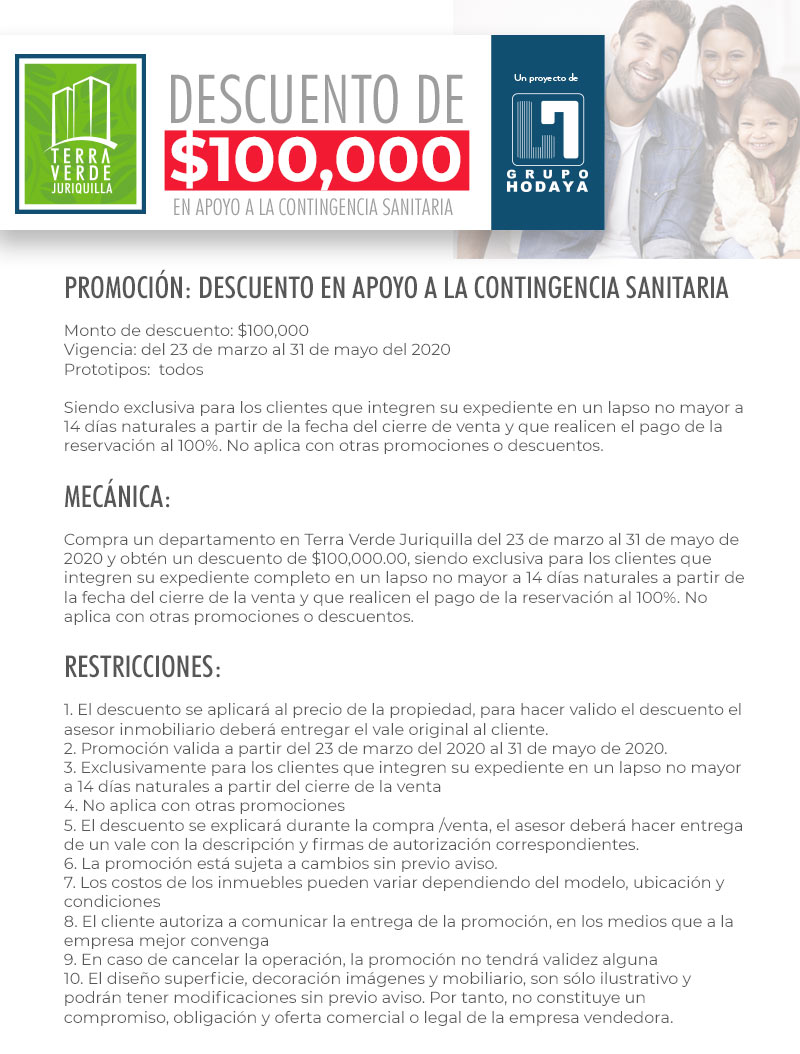 TERRA
VERDE
JURIQUILLA
DESCUENTO DE
$100,000
EN APOYO A LA CONTINGENCIA SANITARIA
Un proyecto de
GRUPO
HODAYA
PROMOCIÓN: DESCUENTO EN APOYO A LA CONTINGENCIA SANITARIA
Monto de descuento: $100,000
Vigencia: del 23 de marzo al 31 de mayo del 2020
Prototipos: todos
Siendo exclusiva para los clientes que integren su expediente en un lapso no mayor a
14 días naturales a partir de la fecha del cierre de venta y que realicen el pago de la
reservación al 100%. No aplica con otras promociones o descuentos.
MECÁNICA:
Compra un departamento en Terra Verde Juriquilla del 23 de marzo al 31 de mayo de
2020 y obtén un descuento de $100,000.00, siendo exclusiva para los clientes que
integren su expediente completo en un lapso no mayor a 14 días naturales a partir de
la fecha del cierre de la venta y que realicen el pago de la reservación al 100%. No
aplica con otras promociones o descuentos.
RESTRICCIONES:
1. El descuento se aplicará al precio de la propiedad, para hacer valido el descuento el
asesor inmobiliario deberá entregar el vale original al cliente.
2. Promoción valida a partir del 23 de marzo del 2020 al 31 de mayo de 2020.
3. Exclusivamente para los clientes que integren su expediente en un lapso no mayor
a 14 días naturales a partir del cierre de la venta
4. No aplica con otras promociones
5. El descuento se explicará durante la compra /venta, el asesor deberá hacer entrega
de un vale con la descripción y firmas de autorización correspondientes.
6. La promoción está sujeta a cambios sin previo aviso.
7. Los costos de los inmuebles pueden variar dependiendo del modelo, ubicación y
condiciones
8. El cliente autoriza a comunicar la entrega de la promoción, en los medios que a la
empresa mejor convenga
9. En caso de cancelar la operación, la promoción no tendrá validez alguna
10. El diseño superficie, decoración imágenes y mobiliario, son sólo ilustrativo y
podrán tener modificaciones sin previo aviso. Por tanto, no constituye un
compromiso, obligación y oferta comercial o legal de la empresa vendedora.